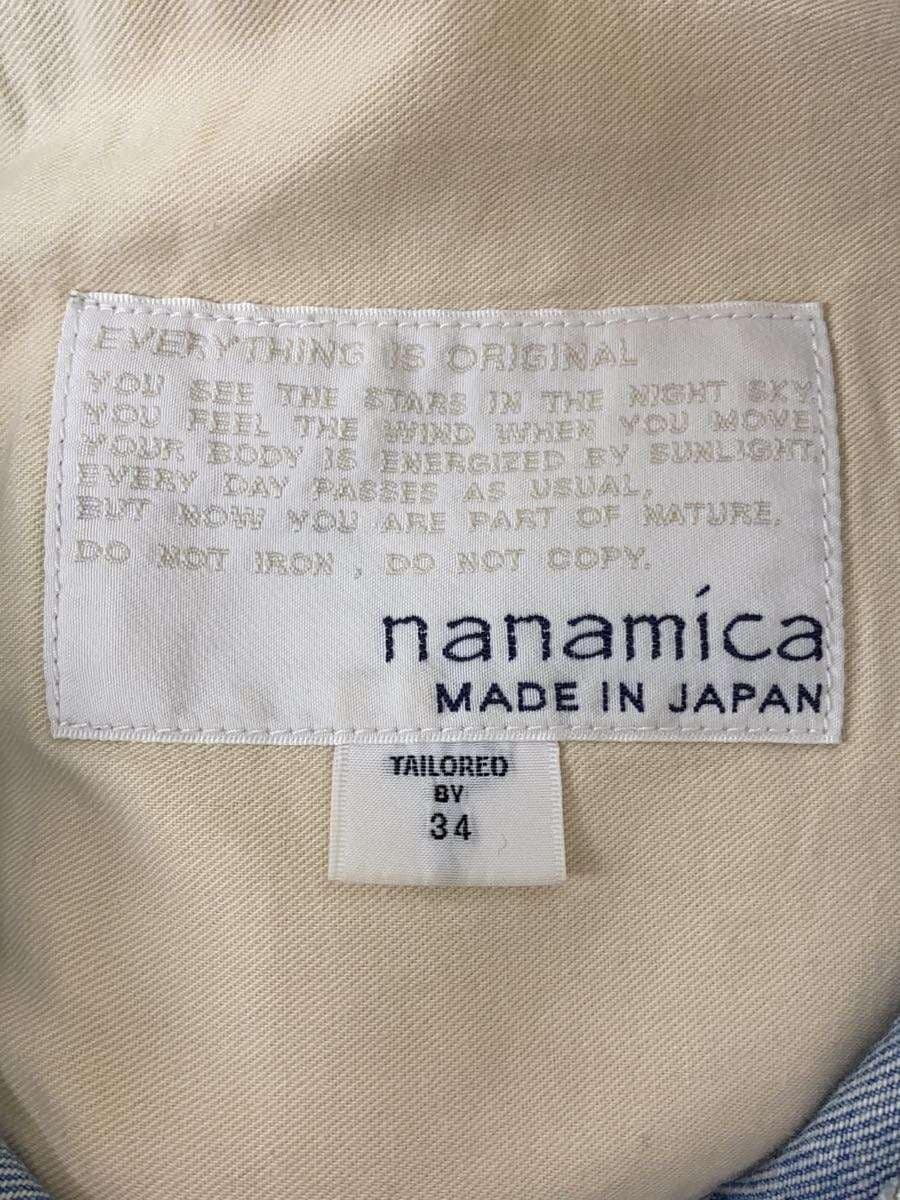 EVERYTHING IS ORIGINAL
YOU SEE THE STARS IN THE NIGHT SKY
YOU FEEL THE WIND WHEN YOU MOVE.
YOUR BODY IS ENERGIZED BY SUNLIGHT.
EVERY DAY PASSES AS USUAL,
BUT NOW YOU ARE PART OF NATURE.
DO NOT IRON , DO NOT COPY.
nanamíca
MADE IN JAPAN
TAILORED
BY
34